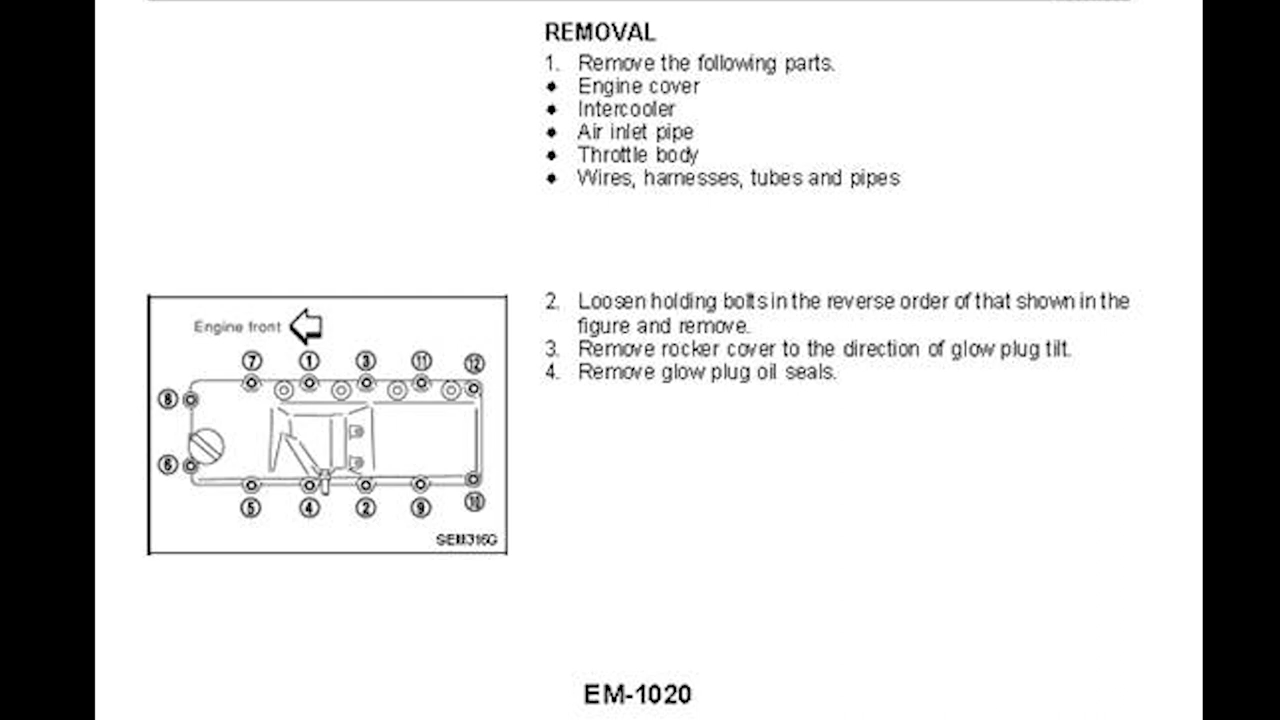 REMOVAL
1. Remove the following parts.
• Engine cover
• Intercooler
• Air inlet pipe
• Throttle body
• Wires, harnesses, tubes and pipes
2. Loosen holding bolts in the reverse order of that shown in the
figure and remove.
3. Remove rocker cover to the direction of glow plug tilt.
4. Remove glow plug oil seals.
Engine front
7 1 3 11 12
8
6
5 4 2 9 10
SEM316G
EM-1020